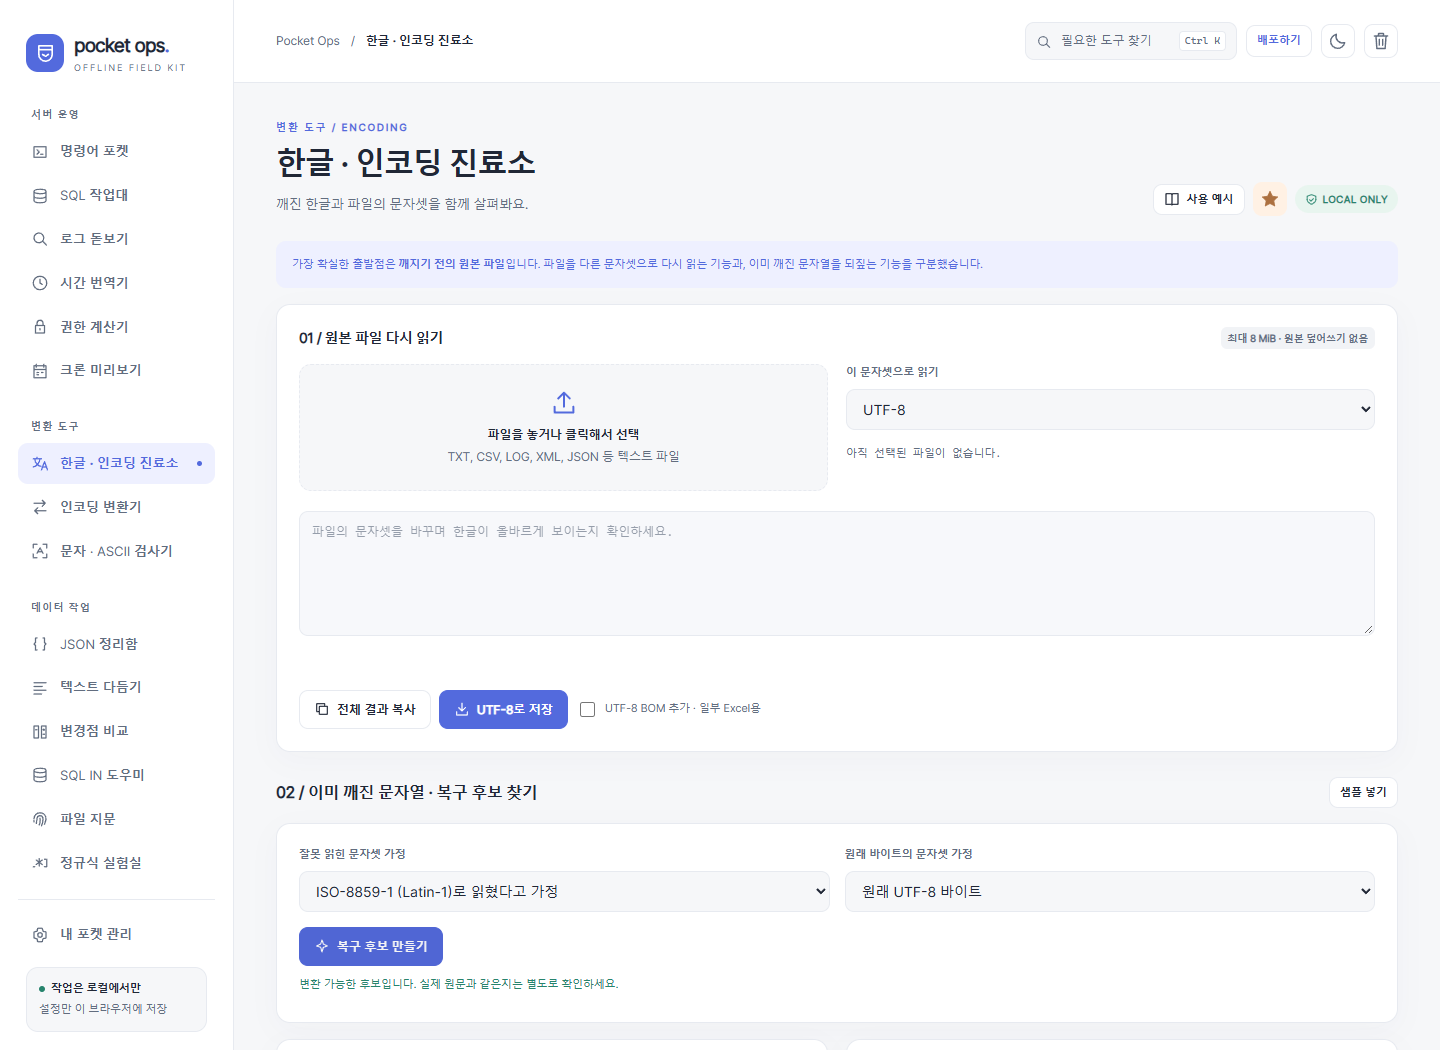 pocket ops.
OFFLINE FIELD KIT
서버 운영
명령어 포켓
SQL 작업대
로그 돋보기
시간 번역기
권한 계산기
크론 미리보기
변환 도구
한글 · 인코딩 진료소
인코딩 변환기
문자 · ASCII 검사기
데이터 작업
JSON 정리함
텍스트 다듬기
변경점 비교
SQL IN 도우미
파일 지문
정규식 실험실
내 포켓 관리
작업은 로컬에서만
설정만 이 브라우저에 저장
Pocket Ops / 한글 · 인코딩 진료소
필요한 도구 찾기 Ctrl K
배포하기
변환 도구 / ENCODING
한글 · 인코딩 진료소
깨진 한글과 파일의 문자셋을 함께 살펴봐요.
사용 예시
LOCAL ONLY
가장 확실한 출발점은 깨지기 전의 원본 파일입니다. 파일을 다른 문자셋으로 다시 읽는 기능과, 이미 깨진 문자열을 되짚는 기능을 구분했습니다.
01 / 원본 파일 다시 읽기
최대 8 MiB · 원본 덮어쓰기 없음
파일을 놓거나 클릭해서 선택
TXT, CSV, LOG, XML, JSON 등 텍스트 파일
이 문자셋으로 읽기
UTF-8
아직 선택된 파일이 없습니다.
파일의 문자셋을 바꾸며 한글이 올바르게 보이는지 확인하세요.
전체 결과 복사
UTF-8로 저장
UTF-8 BOM 추가 · 일부 Excel용
02 / 이미 깨진 문자열 · 복구 후보 찾기
샘플 넣기
잘못 읽힌 문자셋 가정
ISO-8859-1 (Latin-1)로 읽혔다고 가정
원래 바이트의 문자셋 가정
원래 UTF-8 바이트
복구 후보 만들기
변환 가능한 후보입니다. 실제 원문과 같은지는 별도로 확인하세요.